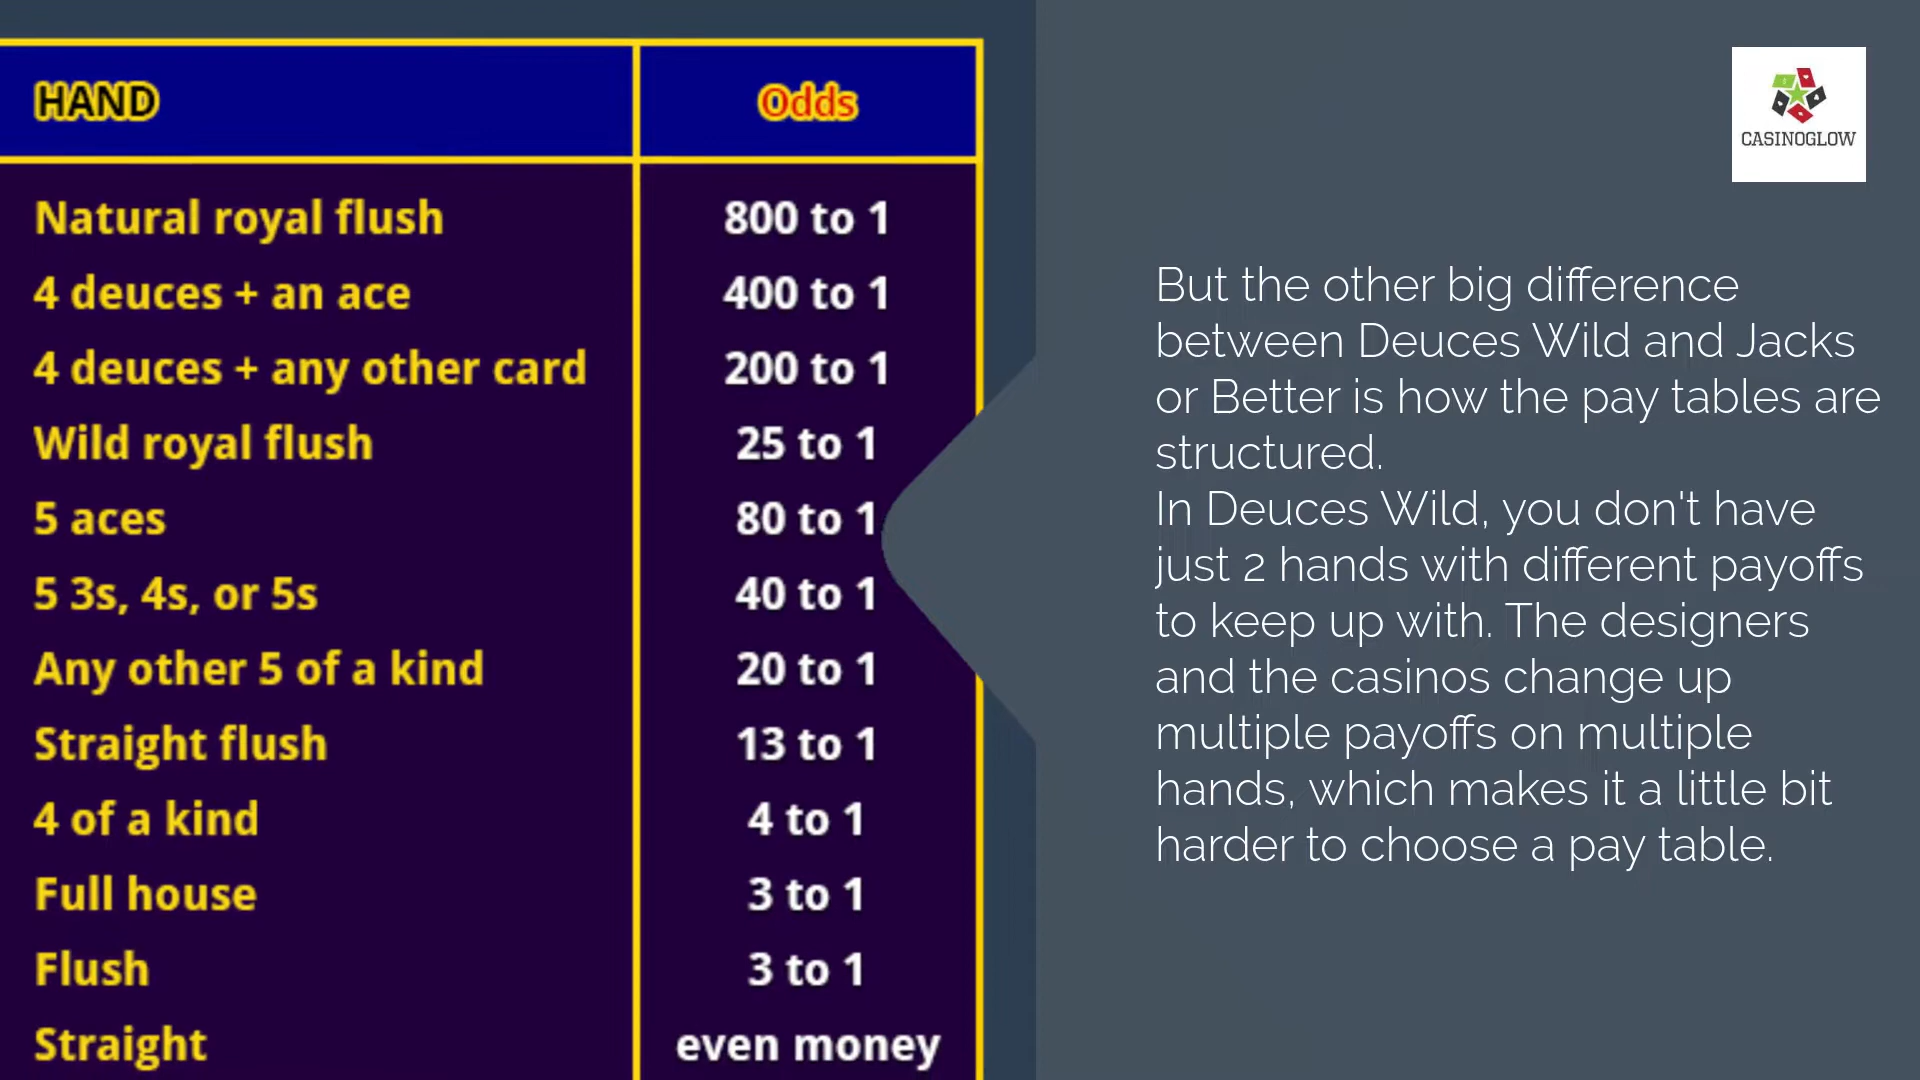 HAND Odds
Natural royal flush 800 to 1
4 deuces + an ace 400 to 1
4 deuces + any other card 200 to 1
Wild royal flush 25 to 1
5 aces 80 to 1
5 3s, 4s, or 5s 40 to 1
Any other 5 of a kind 20 to 1
Straight flush 13 to 1
4 of a kind 4 to 1
Full house 3 to 1
Flush 3 to 1
Straight even money
CASINOGLOW
But the other big difference
between Deuces Wild and Jacks
or Better is how the pay tables are
structured.
In Deuces Wild, you don't have
just 2 hands with different payoffs
to keep up with. The designers
and the casinos change up
multiple payoffs on multiple
hands, which makes it a little bit
harder to choose a pay table.